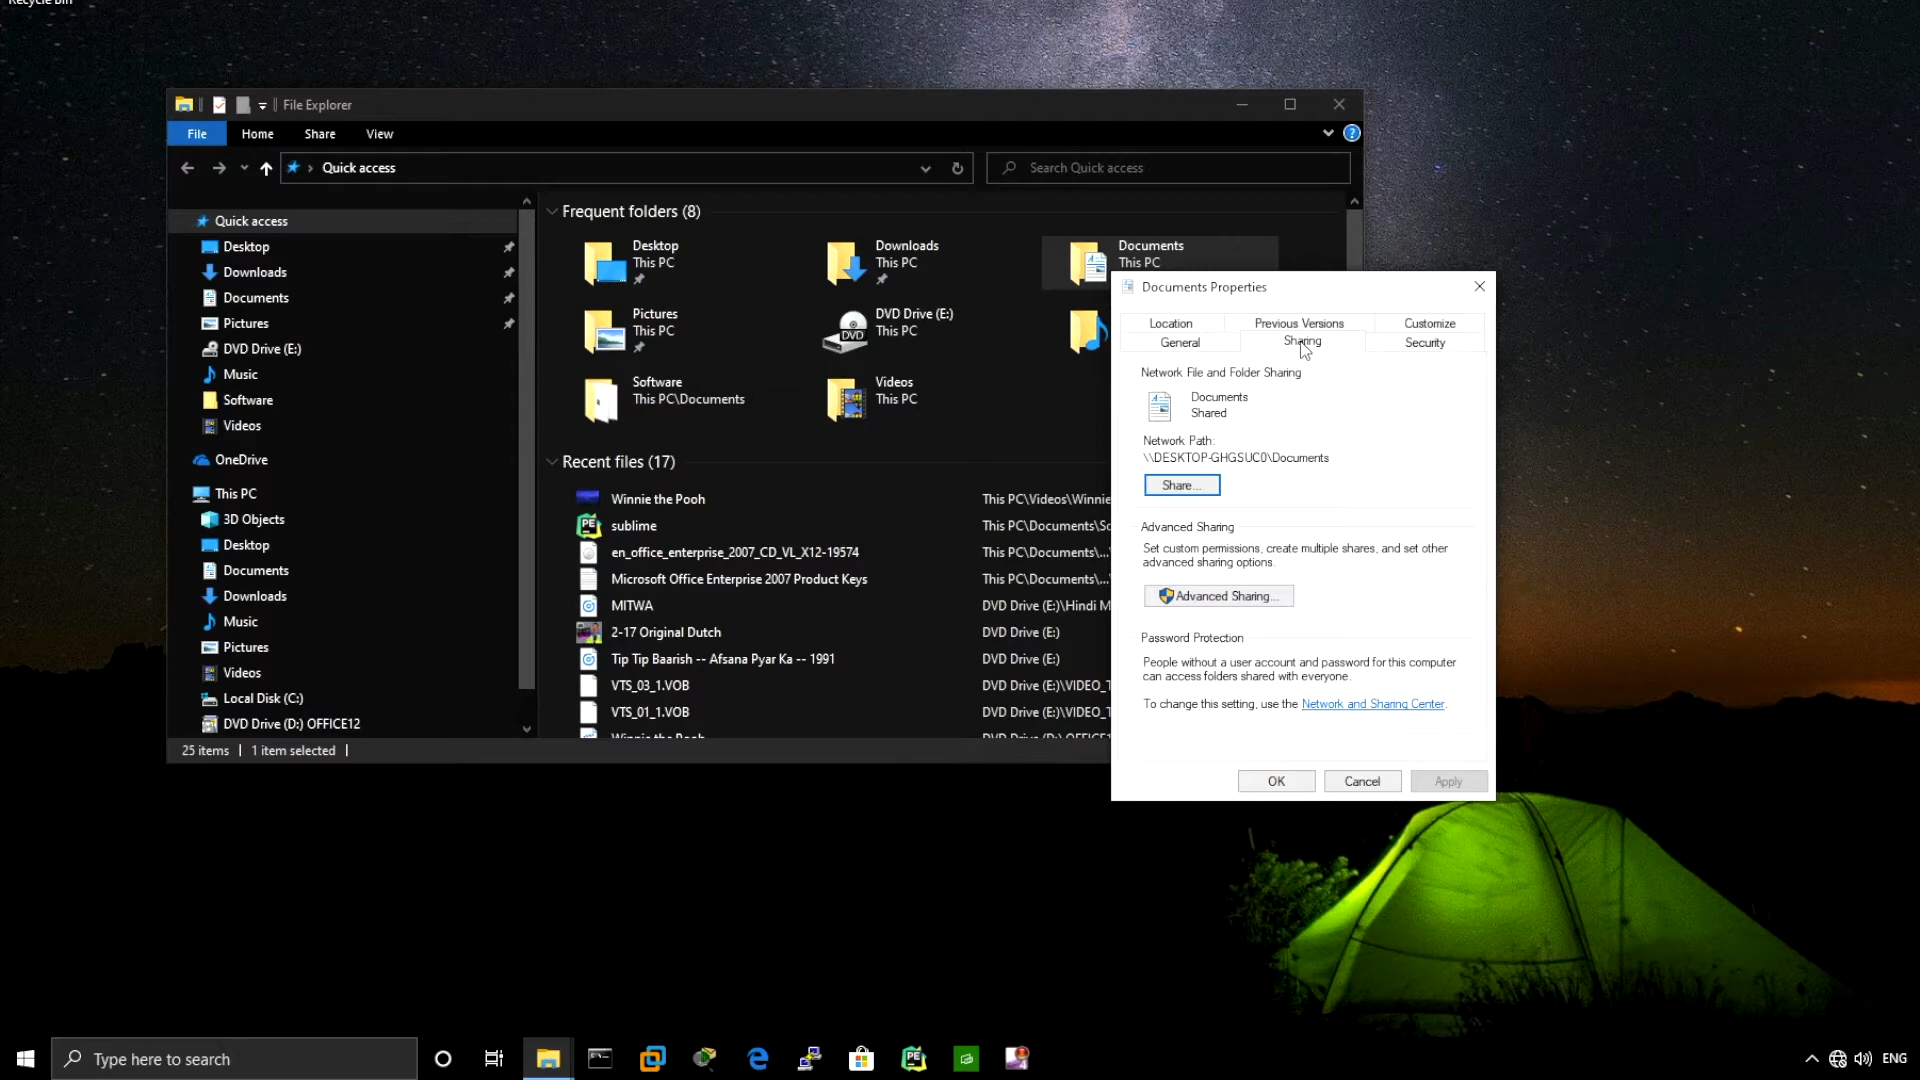 Recycle Bin
File Explorer
File
Home
Share
View
Quick access
Search Quick access
Quick access
Desktop
Downloads
Documents
Pictures
DVD Drive (E:)
Music
Software
Videos
OneDrive
This PC
3D Objects
Desktop
Documents
Downloads
Music
Pictures
Videos
Local Disk (C:)
DVD Drive (D:) OFFICE12
Frequent folders (8)
Desktop
This PC
Downloads
This PC
Documents
This PC
Pictures
This PC
DVD Drive (E:)
This PC
DVD
Software
This PC\Documents
Videos
This PC
Recent files (17)
Winnie the Pooh This PC\Videos\Winnie
sublime This PC\Documents\So
en_office_enterprise_2007_CD_VL_X12-19574 This PC\Documents\...
Microsoft Office Enterprise 2007 Product Keys This PC\Documents\...
MITWA DVD Drive (E:)\Hindi M
2-17 Original Dutch DVD Drive (E:)
Tip Tip Baarish -- Afsana Pyar Ka -- 1991 DVD Drive (E:)
VTS_03_1.VOB DVD Drive (E:)\VIDEO_T
VTS_01_1.VOB DVD Drive (E:)\VIDEO_T
Winnie the Pooh DVD Drive (D:) OFFICE1
25 items
1 item selected
Documents Properties
Location
Previous Versions
Customize
General
Sharing
Security
Network File and Folder Sharing
Documents
Shared
Network Path:
\\DESKTOP-GHGSUC0\Documents
Share...
Advanced Sharing
Set custom permissions, create multiple shares, and set other
advanced sharing options.
Advanced Sharing...
Password Protection
People without a user account and password for this computer
can access folders shared with everyone.
To change this setting, use the Network and Sharing Center.
OK
Cancel
Apply
Type here to search
PE
ENG